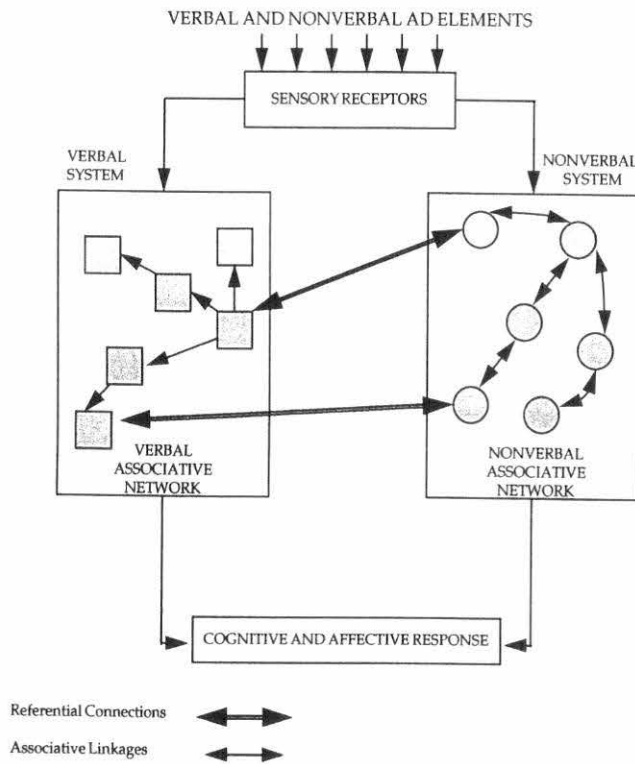 VERBAL AND NONVERBAL AD ELEMENTS
SENSORY RECEPTORS
VERBAL
SYSTEM
NONVERBAL
SYSTEM
VERBAL
ASSOCIATIVE
NETWORK
NONVERBAL
ASSOCIATIVE
NETWORK
COGNITIVE AND AFFECTIVE RESPONSE
Referential Connections
Associative Linkages